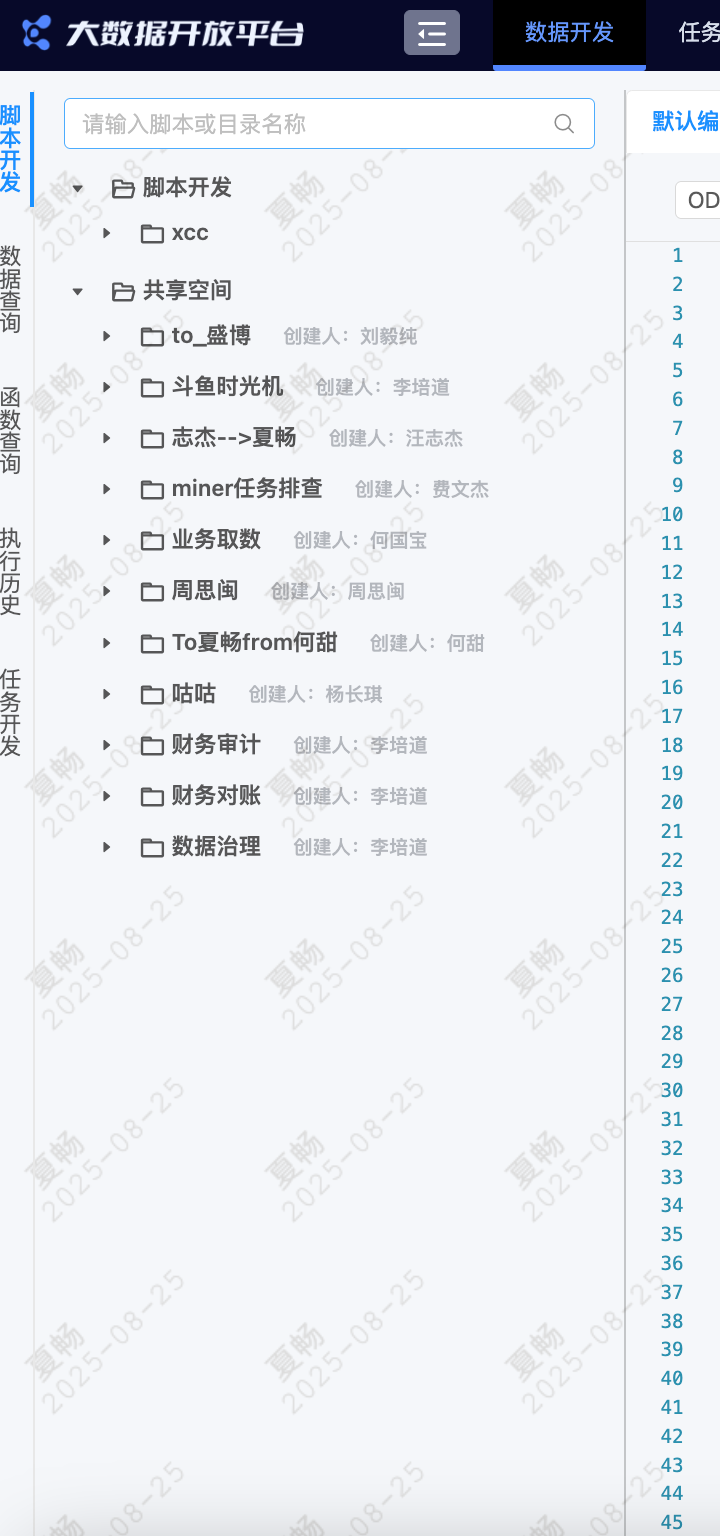 大数据开放平台
数据开发
任务
脚本开发
数据查询
函数查询
执行历史
任务开发
请输入脚本或目录名称
脚本开发
xcc
共享空间
to_盛博 创建人：刘毅纯
斗鱼时光机 创建人：李培道
志杰-->夏畅 创建人：汪志杰
miner任务排查 创建人：费文杰
业务取数 创建人：何国宝
周思闽 创建人：周思闽
To夏畅from何甜 创建人：何甜
咕咕 创建人：杨长琪
财务审计 创建人：李培道
财务对账 创建人：李培道
数据治理 创建人：李培道
默认编
OD
1
2
3
4
5
6
7
8
9
10
11
12
13
14
15
16
17
18
19
20
21
22
23
24
25
26
27
28
29
30
31
32
33
34
35
36
37
38
39
40
41
42
43
44
45
夏畅
2025-08-25